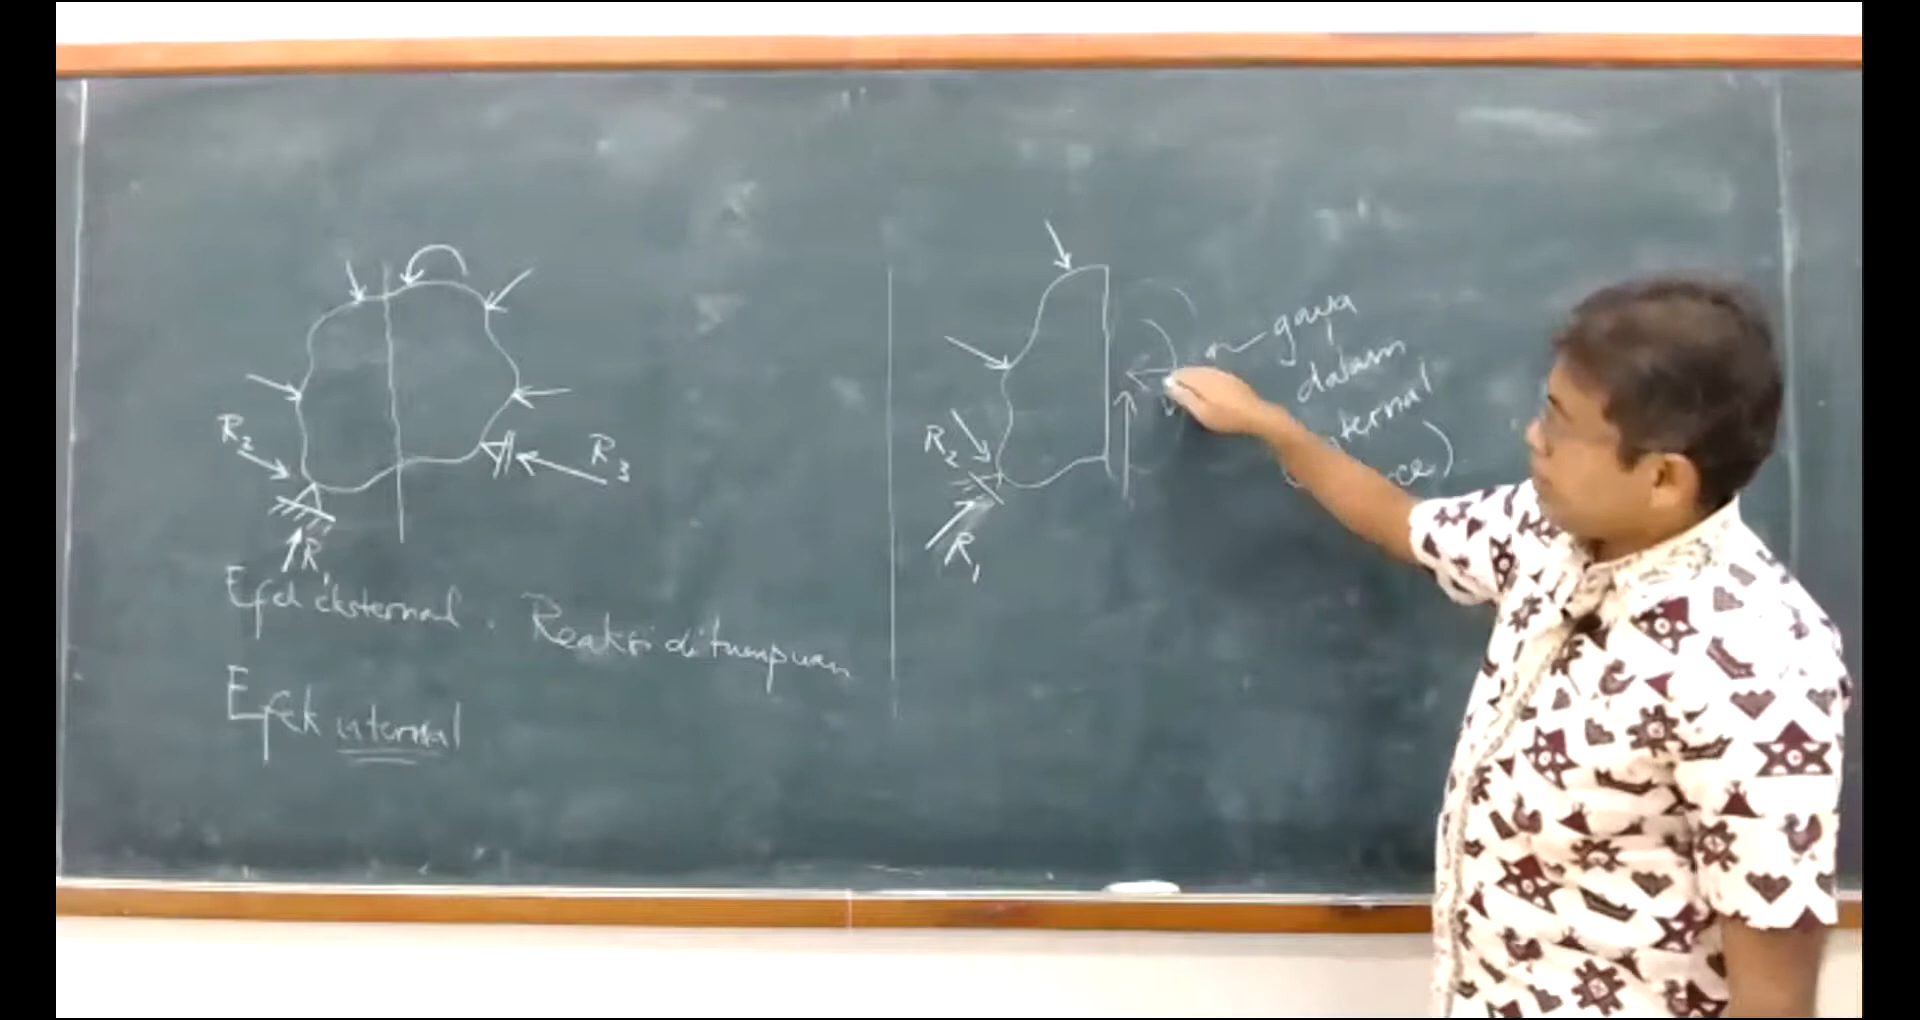 R2
R3
R1
Efek eksternal . Reaksi di tumpuan
Efek internal
R2
R1
gaya
dalam